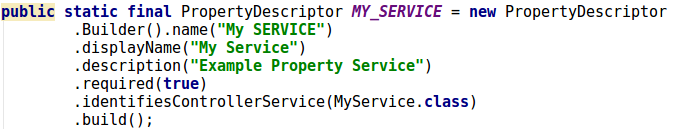 public static final PropertyDescriptor MY_SERVICE = new PropertyDescriptor
.Builder().name("My SERVICE")
.displayName("My Service")
.description("Example Property Service")
.required(true)
.identifiesControllerService(MyService.class)
.build();